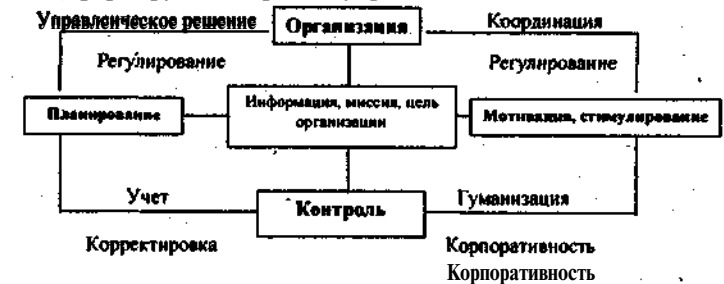 Управленческое решение
Организация
Координация
Регулирование
Регулирование
Планирование
Информация, миссия, цель
организации
Мотивация, стимулирование
Учет
Контроль
Гуманизация
Корректировка
Корпоративность
Корпоративность